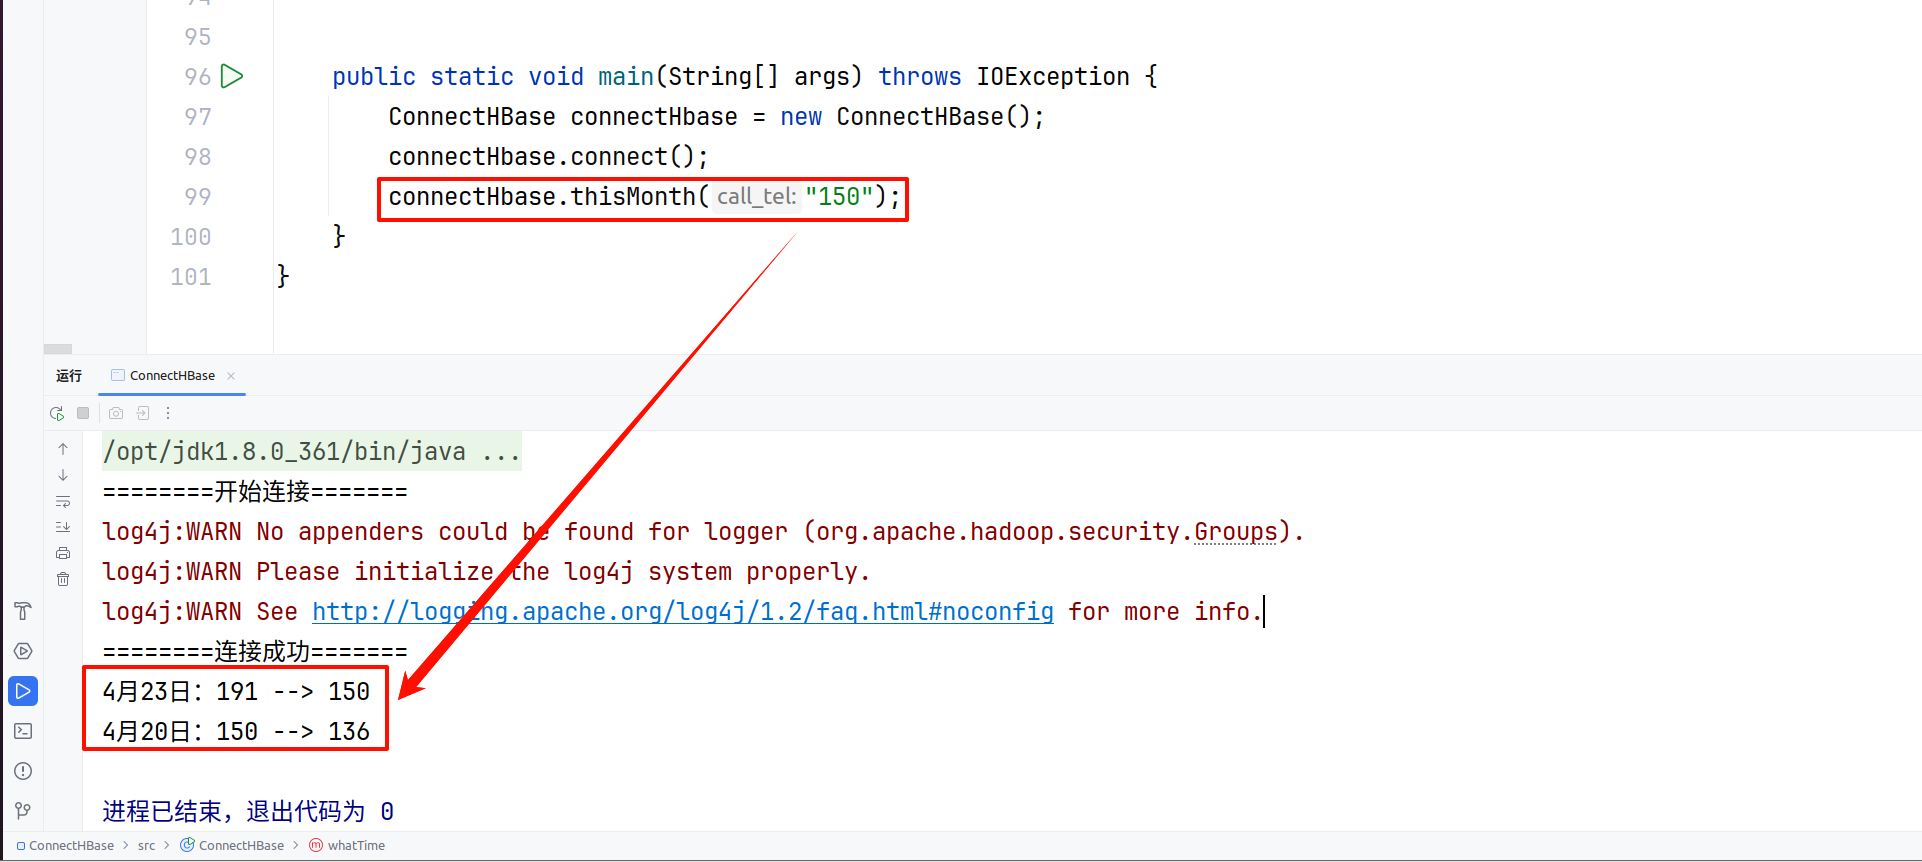 95
96 public static void main(String[] args) throws IOException {
97 ConnectHBase connectHbase = new ConnectHBase();
98 connectHbase.connect();
99 connectHbase.thisMonth( call_tel: "150");
100 }
101 }
运行 ConnectHBase ×
/opt/jdk1.8.0_361/bin/java ...
========开始连接=======
log4j:WARN No appenders could be found for logger (org.apache.hadoop.security.Groups).
log4j:WARN Please initialize the log4j system properly.
log4j:WARN See http://logging.apache.org/log4j/1.2/faq.html#noconfig for more info.
========连接成功=======
4月23日：191 --> 150
4月20日：150 --> 136
进程已结束，退出代码为 0
ConnectHBase > src > ConnectHBase > m whatTime